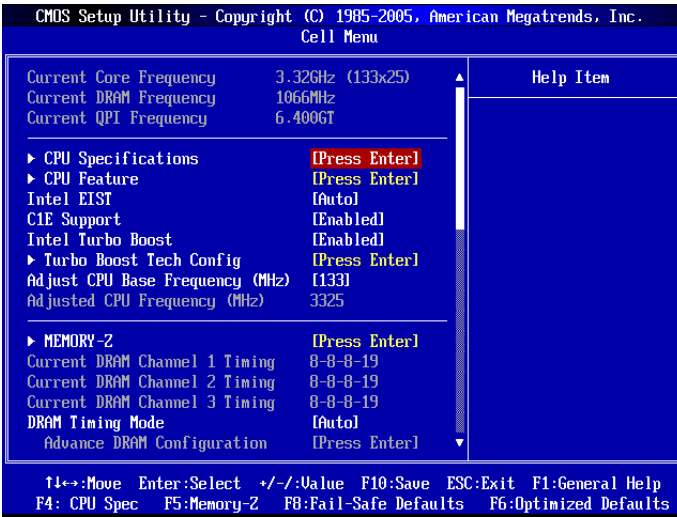 CMOS Setup Utility - Copyright (C) 1985-2005, American Megatrends, Inc.
Cell Menu
Current Core Frequency 3.32GHz (133x25)
Current DRAM Frequency 1066MHz
Current QPI Frequency 6.400GT
Help Item
▶ CPU Specifications [Press Enter]
▶ CPU Feature [Press Enter]
Intel EIST [Auto]
C1E Support [Enabled]
Intel Turbo Boost [Enabled]
▶ Turbo Boost Tech Config [Press Enter]
Adjust CPU Base Frequency (MHz) [133]
Adjusted CPU Frequency (MHz) 3325
▶ MEMORY-Z [Press Enter]
Current DRAM Channel 1 Timing 8-8-8-19
Current DRAM Channel 2 Timing 8-8-8-19
Current DRAM Channel 3 Timing 8-8-8-19
DRAM Timing Mode [Auto]
Advance DRAM Configuration [Press Enter]
↑↓←→:Move Enter:Select +/-/:Value F10:Save ESC:Exit F1:General Help
F4: CPU Spec F5:Memory-Z F8:Fail-Safe Defaults F6:Optimized Defaults